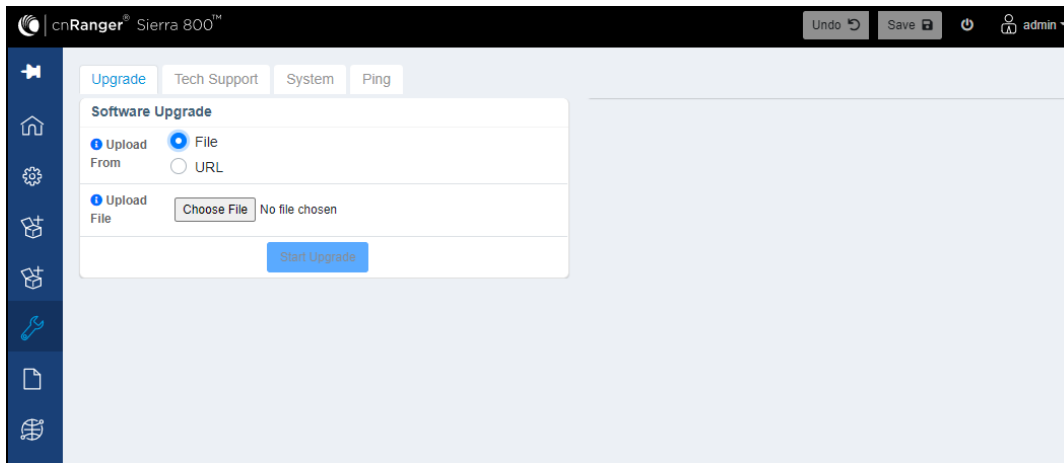 cnRanger® Sierra 800™
Undo
Save
admin
Upgrade
Tech Support
System
Ping
Software Upgrade
Upload From
File
URL
Upload File
Choose File No file chosen
Start Upgrade